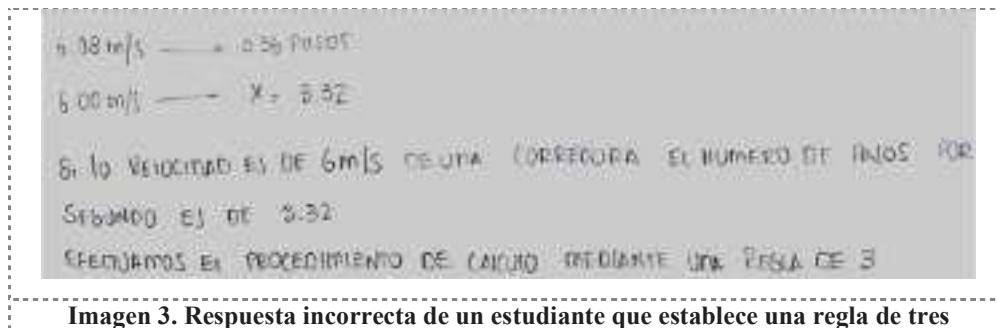 m/s ——— PASOS
6.00 m/s ——— X = 3.32
Si la VELOCIDAD ES DE 6m/s DE UNA CORREDORA EL NUMERO DE PASOS POR
SEGUNDO ES DE 3.32
EFECTUAMOS EL PROCEDIMIENTO DE CALCULO MEDIANTE UNA REGLA DE 3
Imagen 3. Respuesta incorrecta de un estudiante que establece una regla de tres